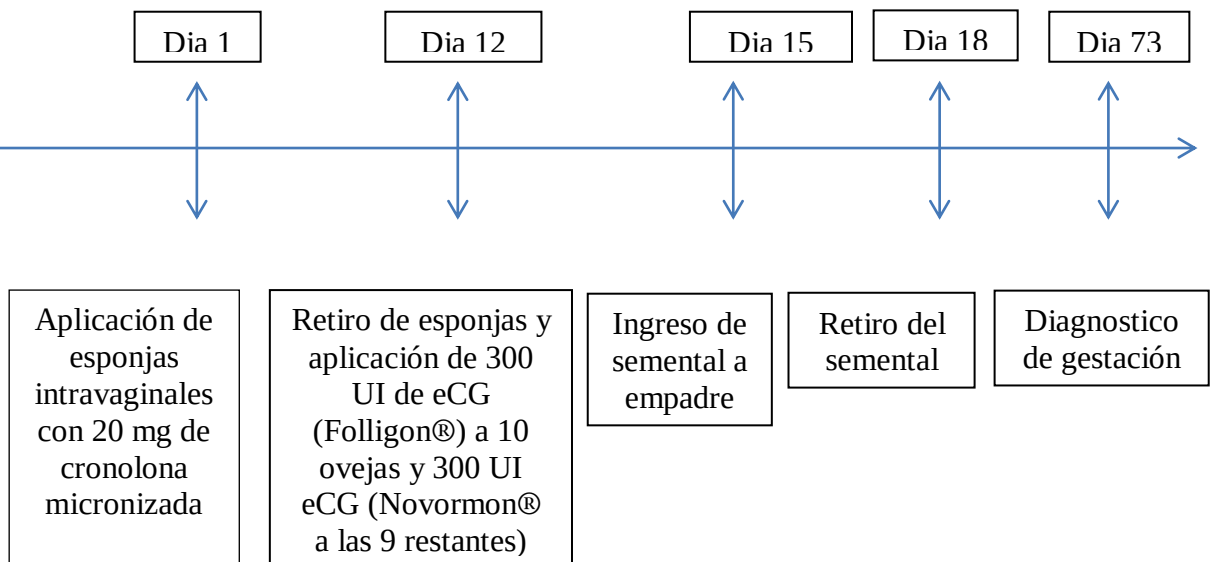 Dia 1
Dia 12
Dia 15
Dia 18
Dia 73
Aplicación de
esponjas
intravaginales
con 20 mg de
cronolona
micronizada
Retiro de esponjas y
aplicación de 300
UI de eCG
(Folligon®) a 10
ovejas y 300 UI
eCG (Novormon®
a las 9 restantes)
Ingreso de
semental a
empadre
Retiro del
semental
Diagnostico
de gestación